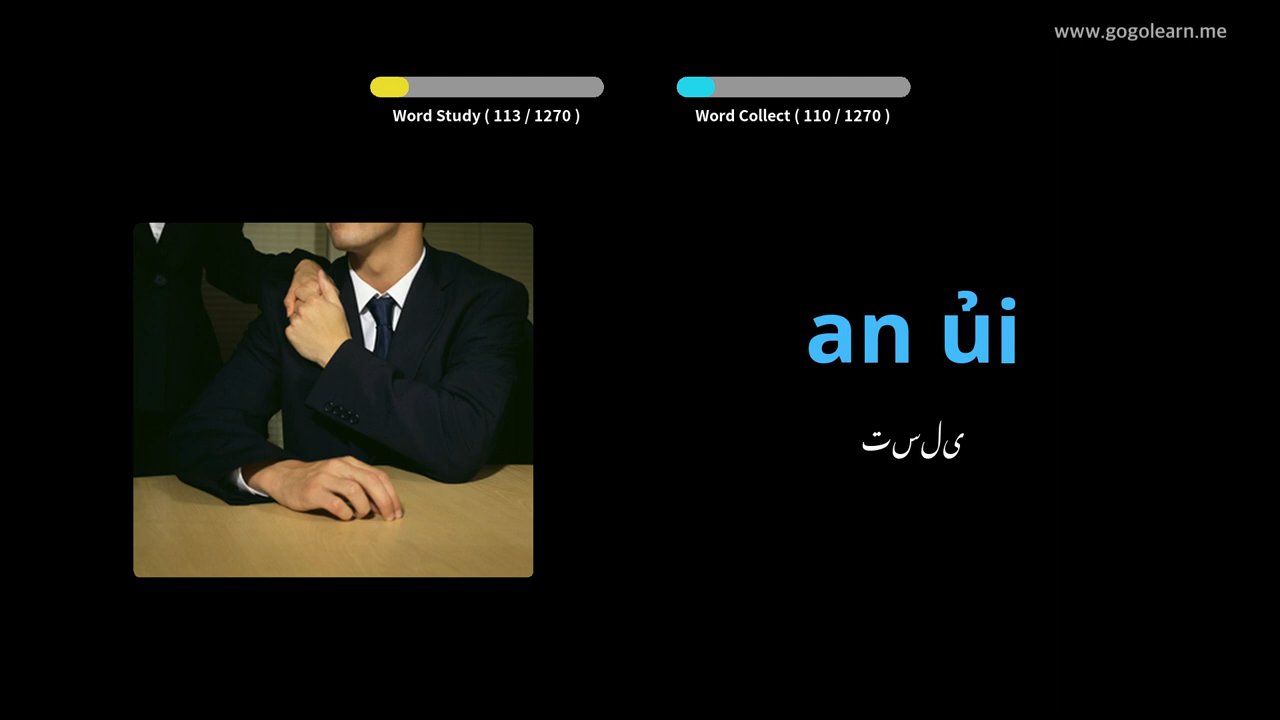 www.gogolearn.me
Word Study ( 113 / 1270 )
Word Collect ( 110 / 1270 )
an ủi
تسلی